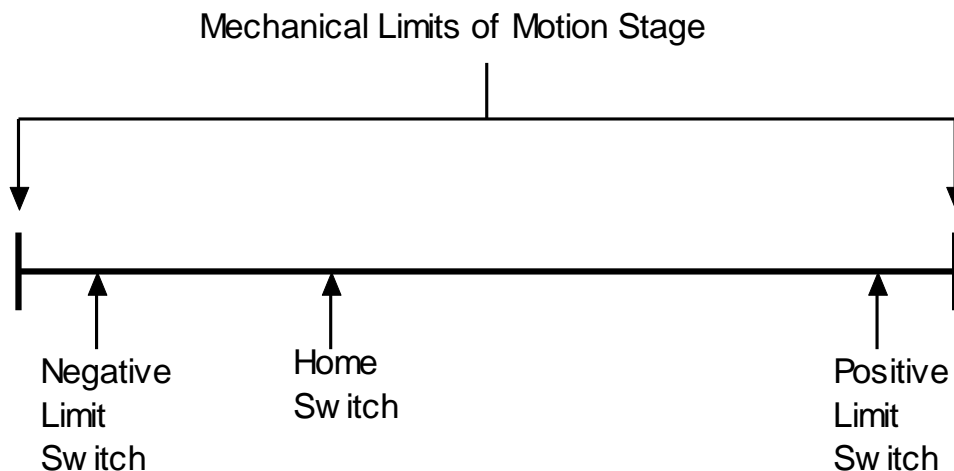 Mechanical Limits of Motion Stage
Negative
Limit
Switch
Home
Switch
Positive
Limit
Switch